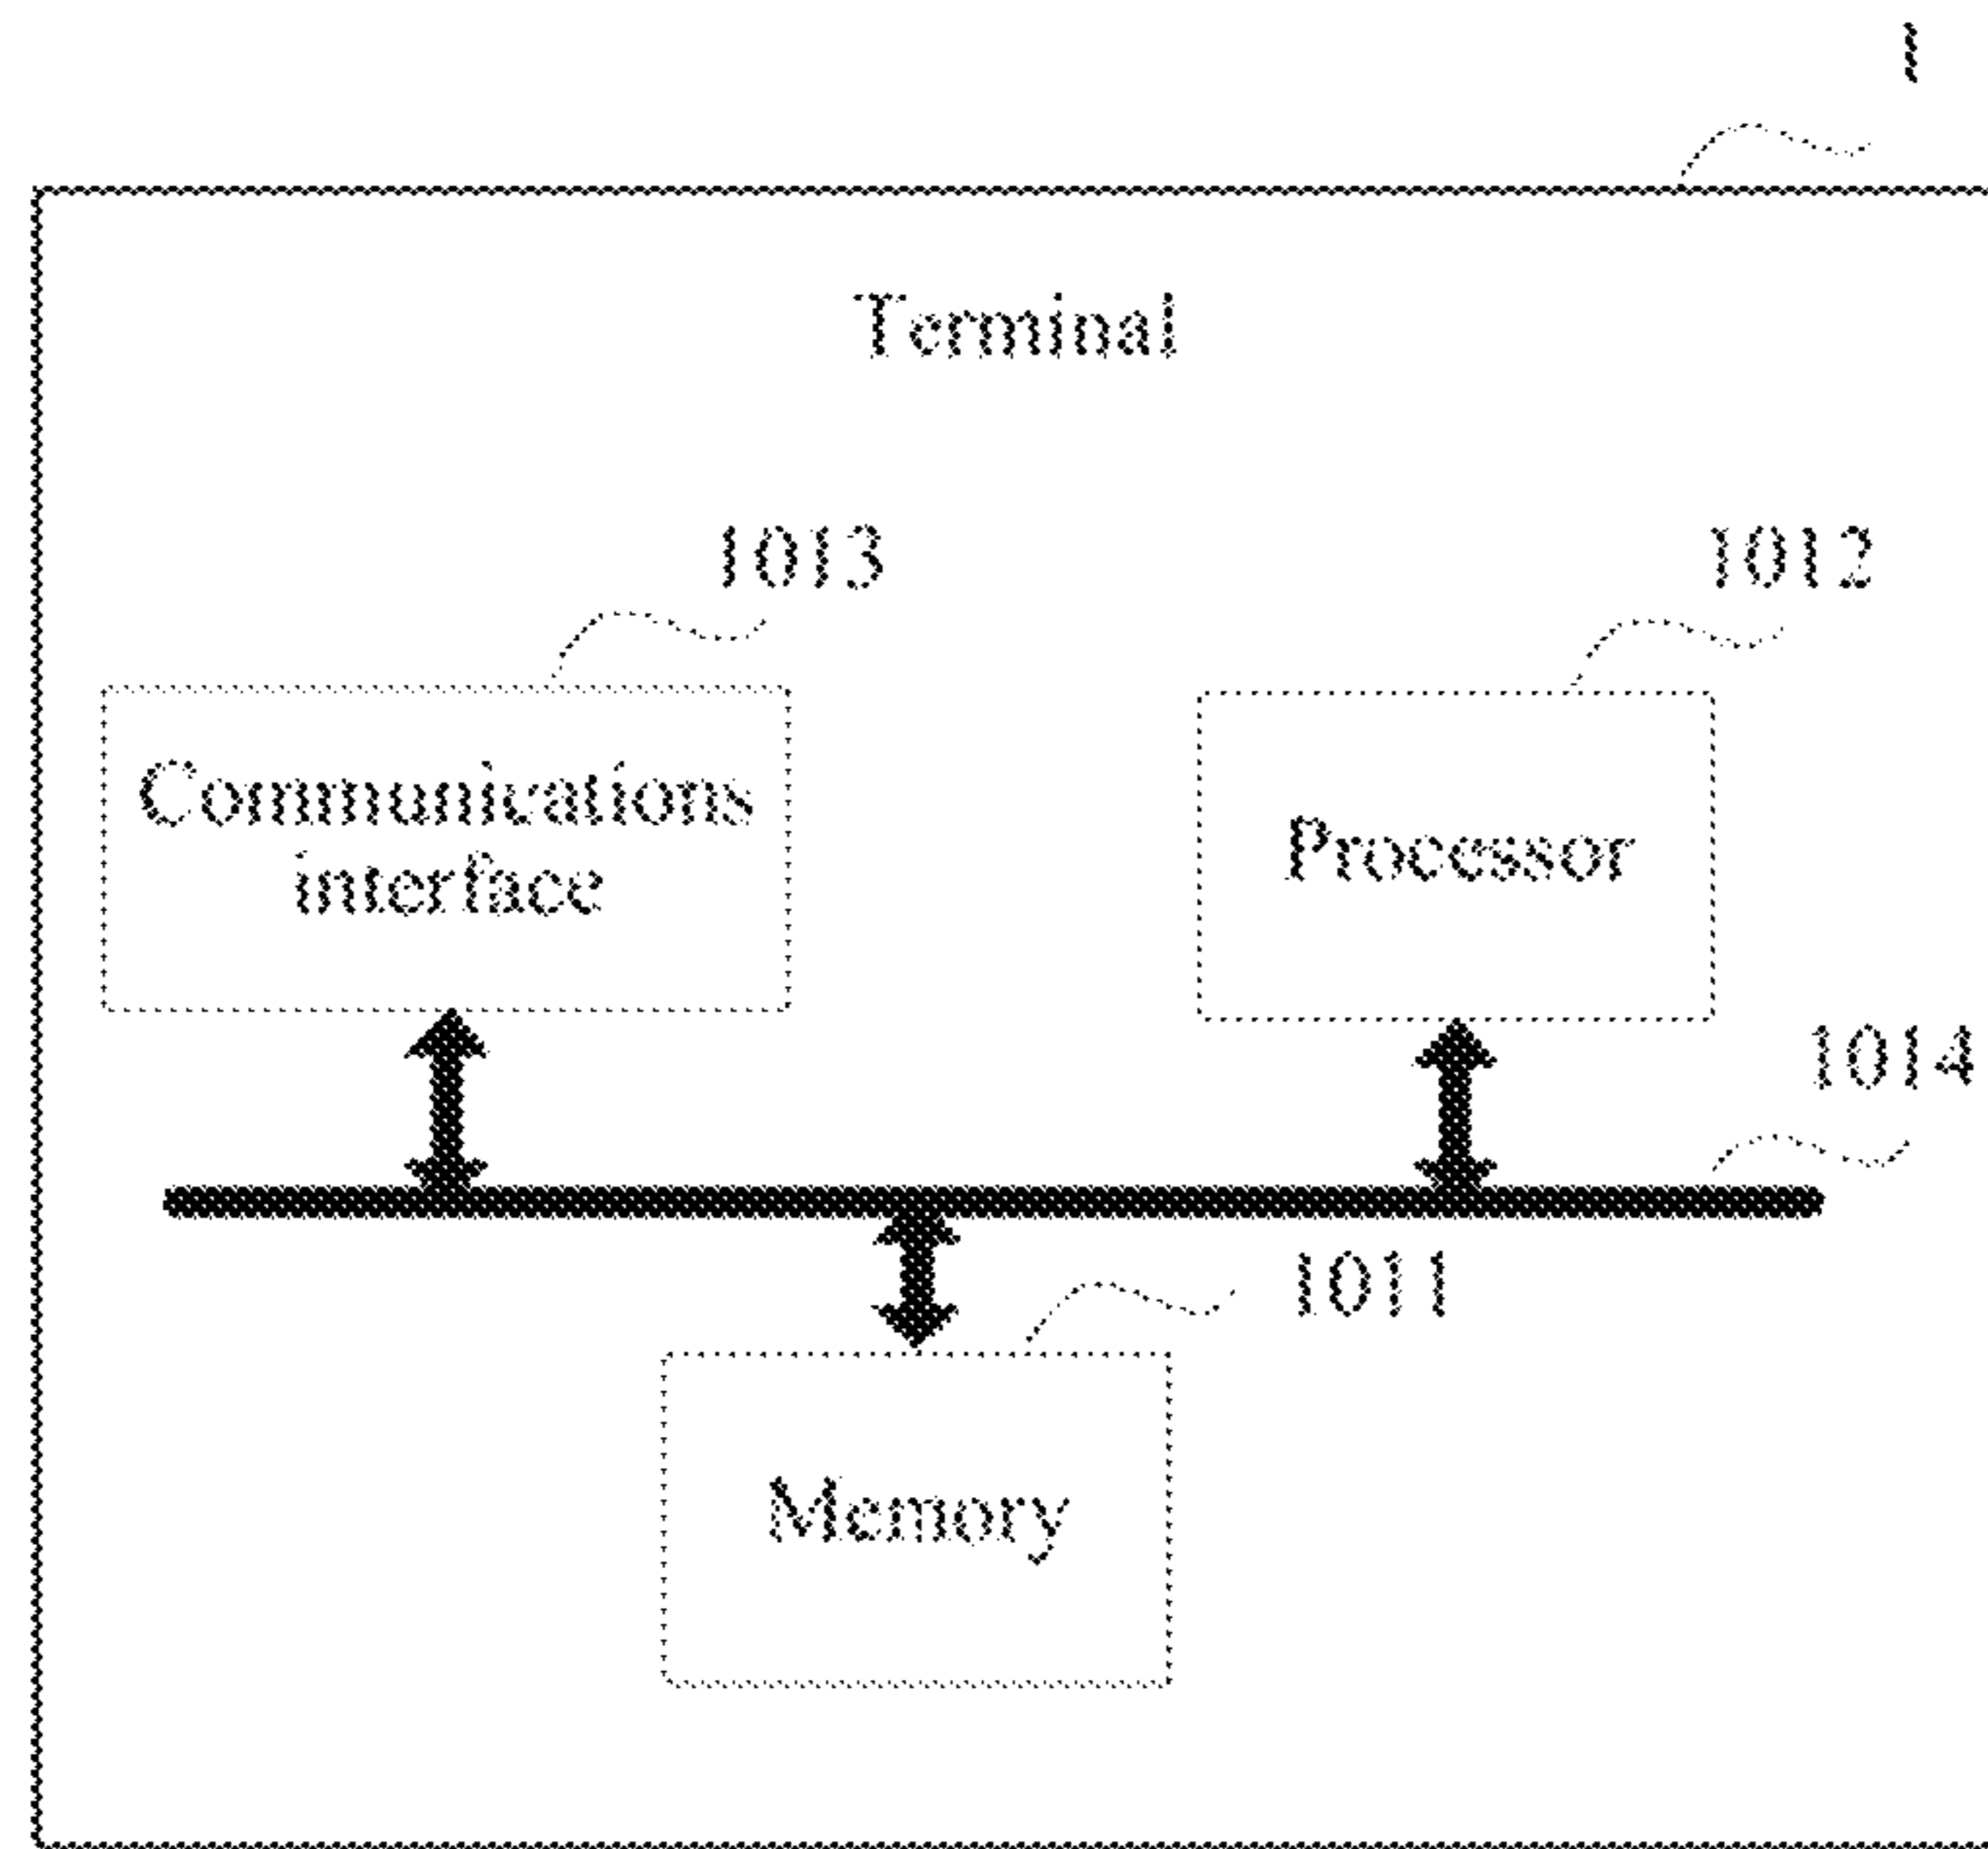 1
Terminal
1013
1012
Communications
interface
Processor
1014
1011
Memory